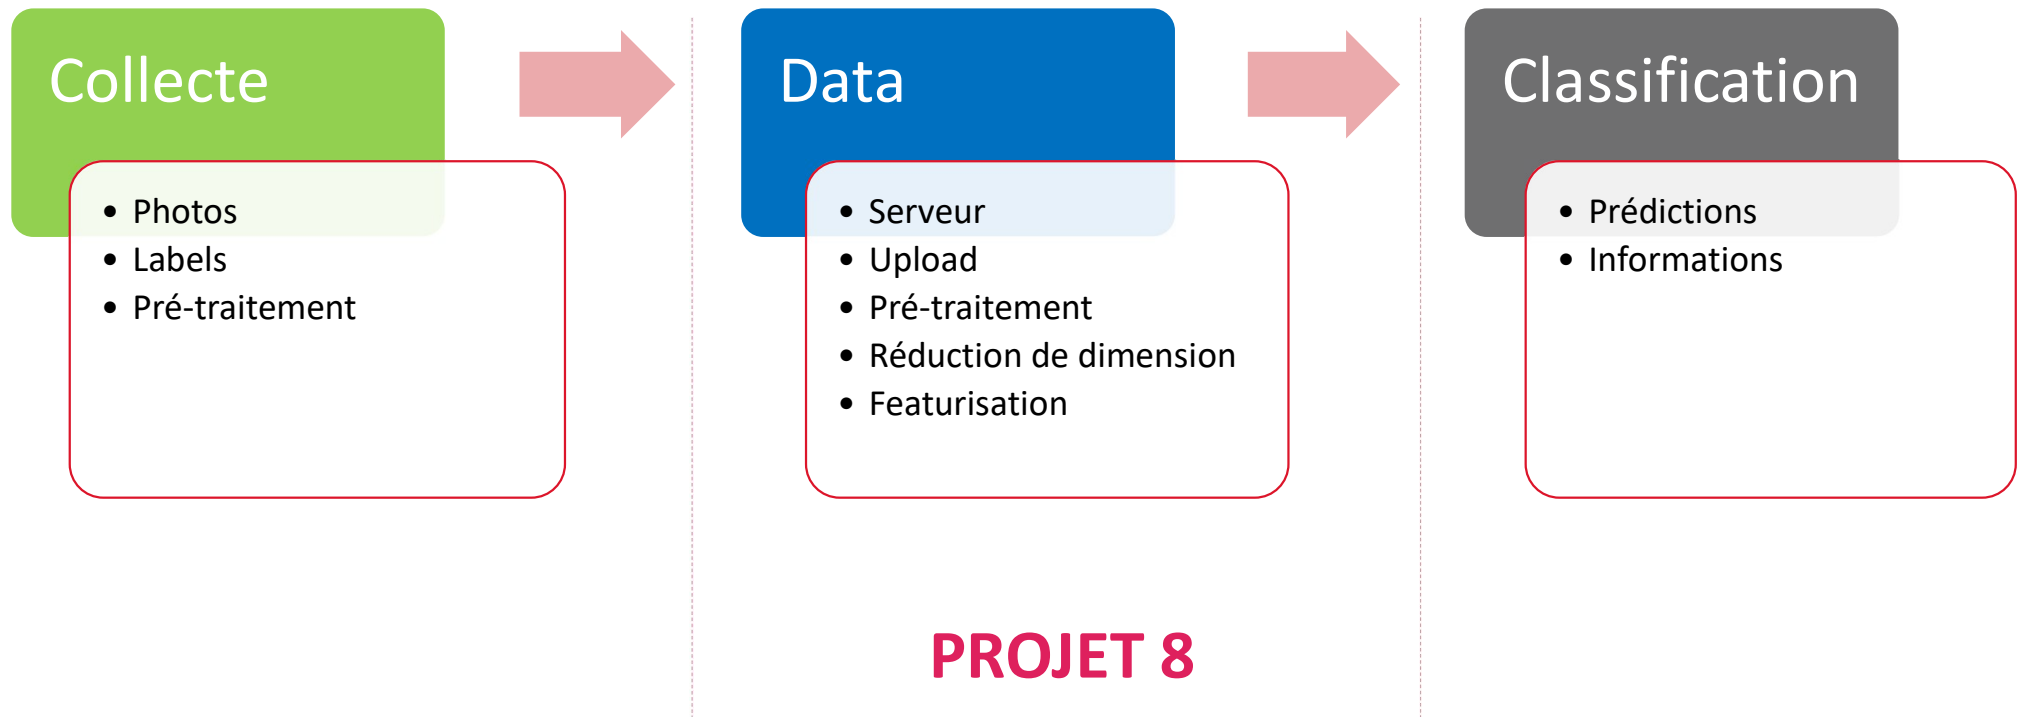 Collecte
• Photos
• Labels
• Pré-traitement
Data
• Serveur
• Upload
• Pré-traitement
• Réduction de dimension
• Featurisation
Classification
• Prédictions
• Informations
PROJET 8